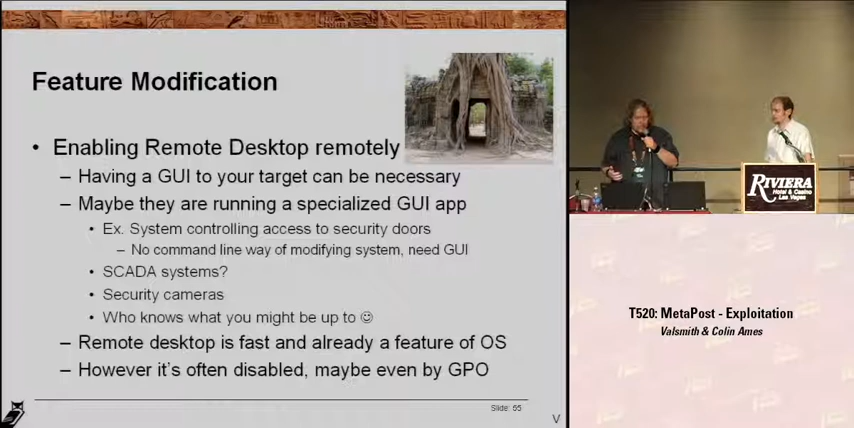 Feature Modification
• Enabling Remote Desktop remotely
– Having a GUI to your target can be necessary
– Maybe they are running a specialized GUI app
• Ex. System controlling access to security doors
– No command line way of modifying system, need GUI
• SCADA systems?
• Security cameras
• Who knows what you might be up to ☺
– Remote desktop is fast and already a feature of OS
– However it's often disabled, maybe even by GPO
Slide: 55
V
RIVIERA
Hotel & Casino
Las Vegas
T520: MetaPost - Exploitation
Valsmith & Colin Ames